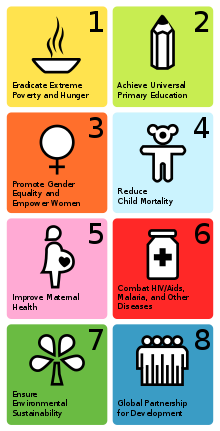 1
Eradicate Extreme
Poverty and Hunger
2
Achieve Universal
Primary Education
3
Promote Gender
Equality and
Empower Women
4
Reduce
Child Mortality
5
Improve Maternal
Health
6
Combat HIV/Aids,
Malaria, and Other
Diseases
7
Ensure
Environmental
Sustainability
8
Global Partnership
for Development